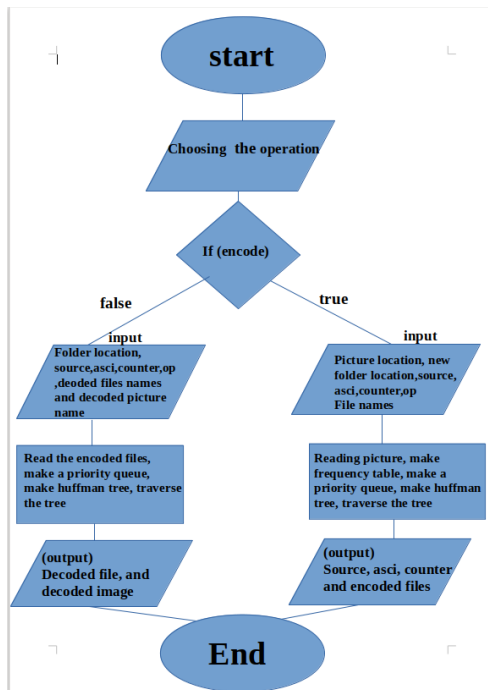 start
Choosing the operation
If (encode)
false
true
input
Folder location,
source,asci,counter,op
,deoded files names
and decoded picture
name
input
Picture location, new
folder location,source,
asci,counter,op
File names
Read the encoded files,
make a priority queue,
make huffman tree, traverse
the tree
Reading picture, make
frequency table, make a
priority queue, make huffman
tree, traverse the tree
(output)
Decoded file, and
decoded image
(output)
Source, asci, counter
and encoded files
End